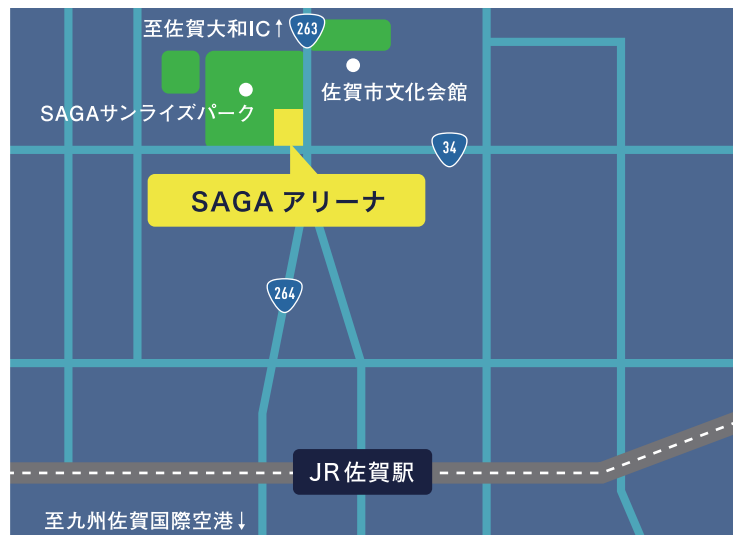 至佐賀大和IC↑
263
佐賀市文化会館
SAGAサンライズパーク
34
SAGA アリーナ
264
JR佐賀駅
至九州佐賀国際空港↓